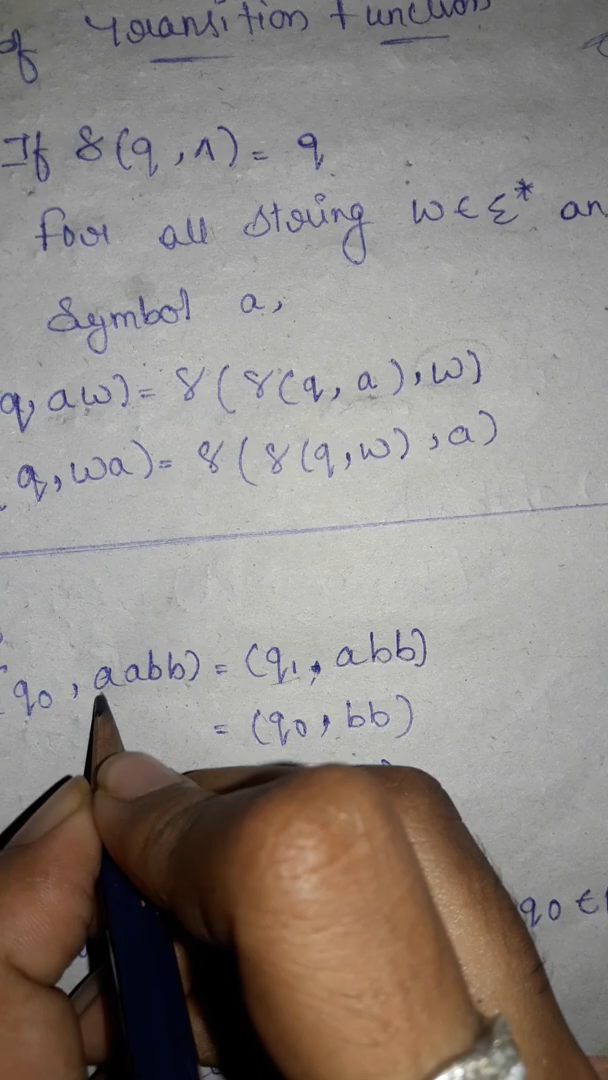 of Transition Function
If δ(q, ʌ) = q
for all string w ∈ Σ* an
symbol a,
q, aw) = δ(δ(q, a), w)
q, wa) = δ(δ(q, w), a)
(q0, aabb) = (q1, abb)
= (q0, bb)
q0 ∈